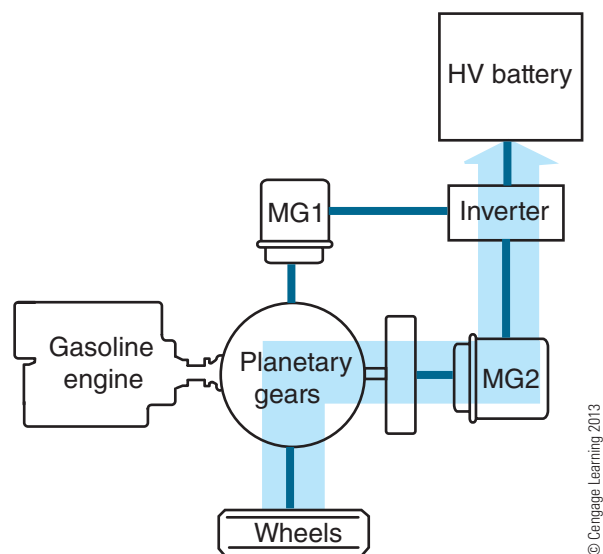 HV battery
MG1
Inverter
Gasoline
engine
Planetary
gears
MG2
Wheels
© Cengage Learning 2013